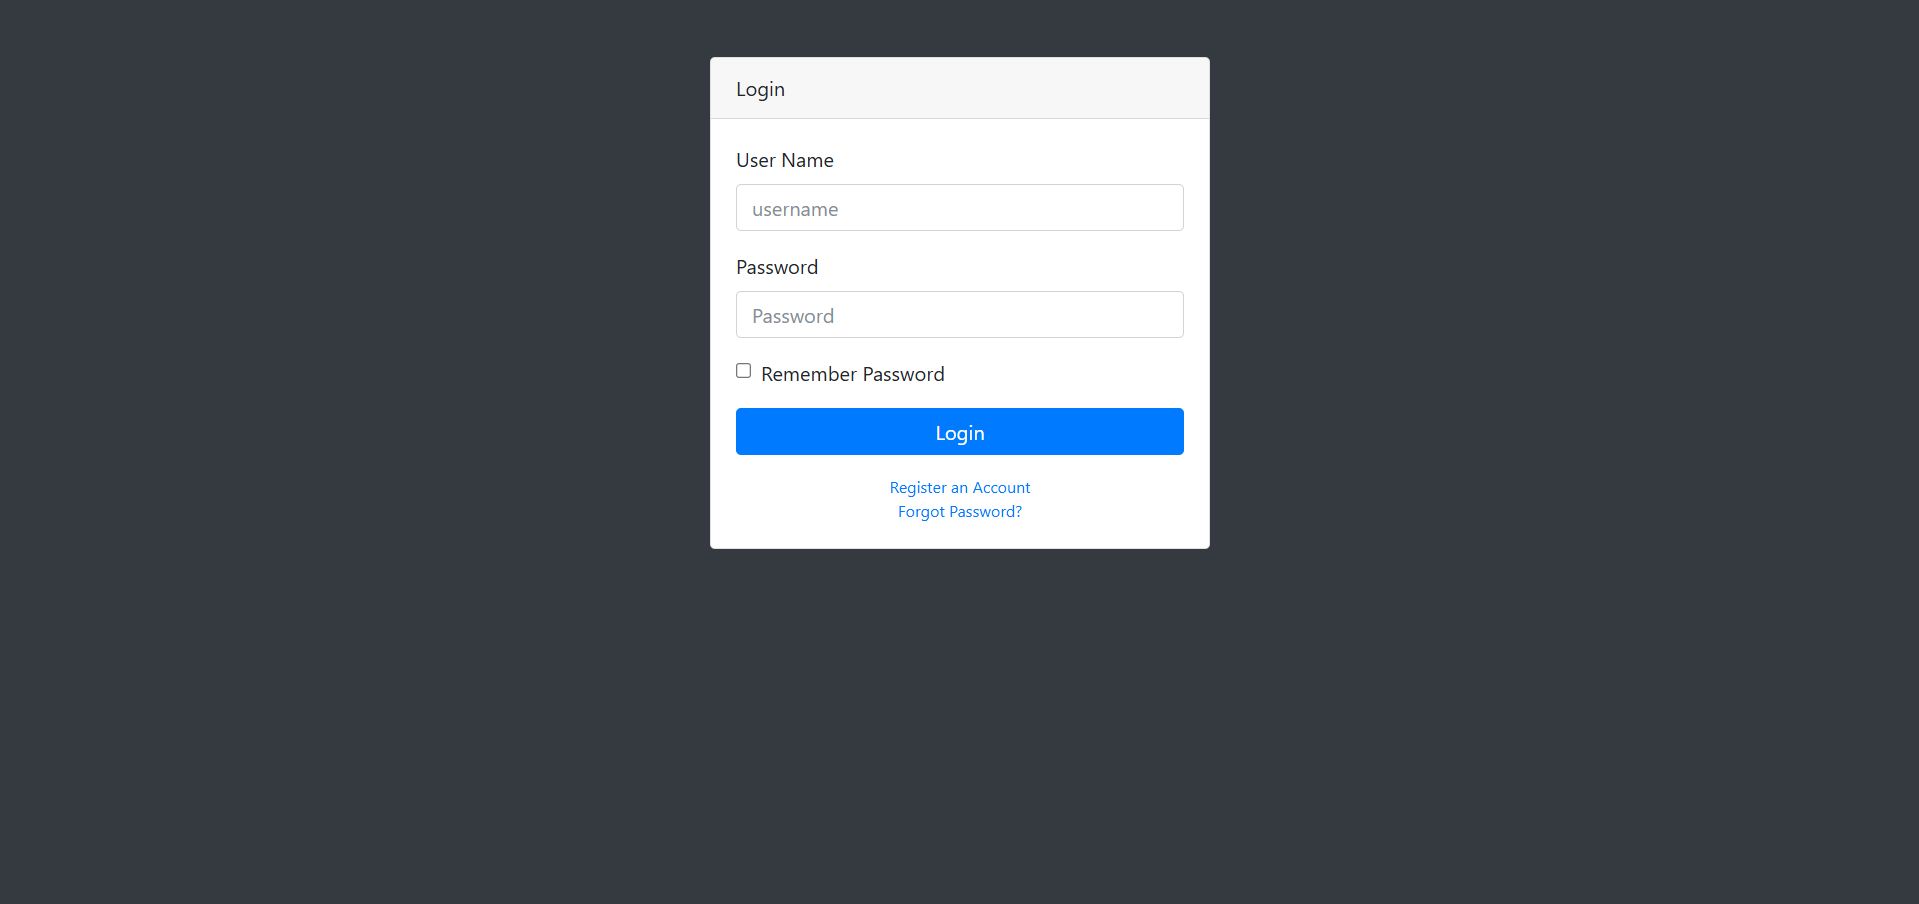 Login
User Name
username
Password
Password
Remember Password
Login
Register an Account
Forgot Password?